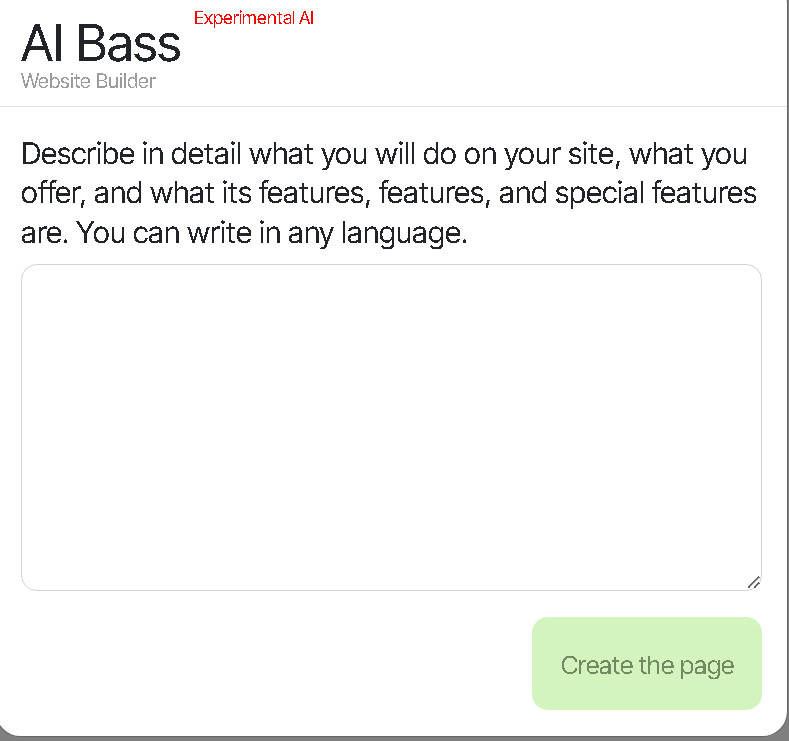 Experimental AI
AI Bass
Website Builder
Describe in detail what you will do on your site, what you
offer, and what its features, features, and special features
are. You can write in any language.
Create the page